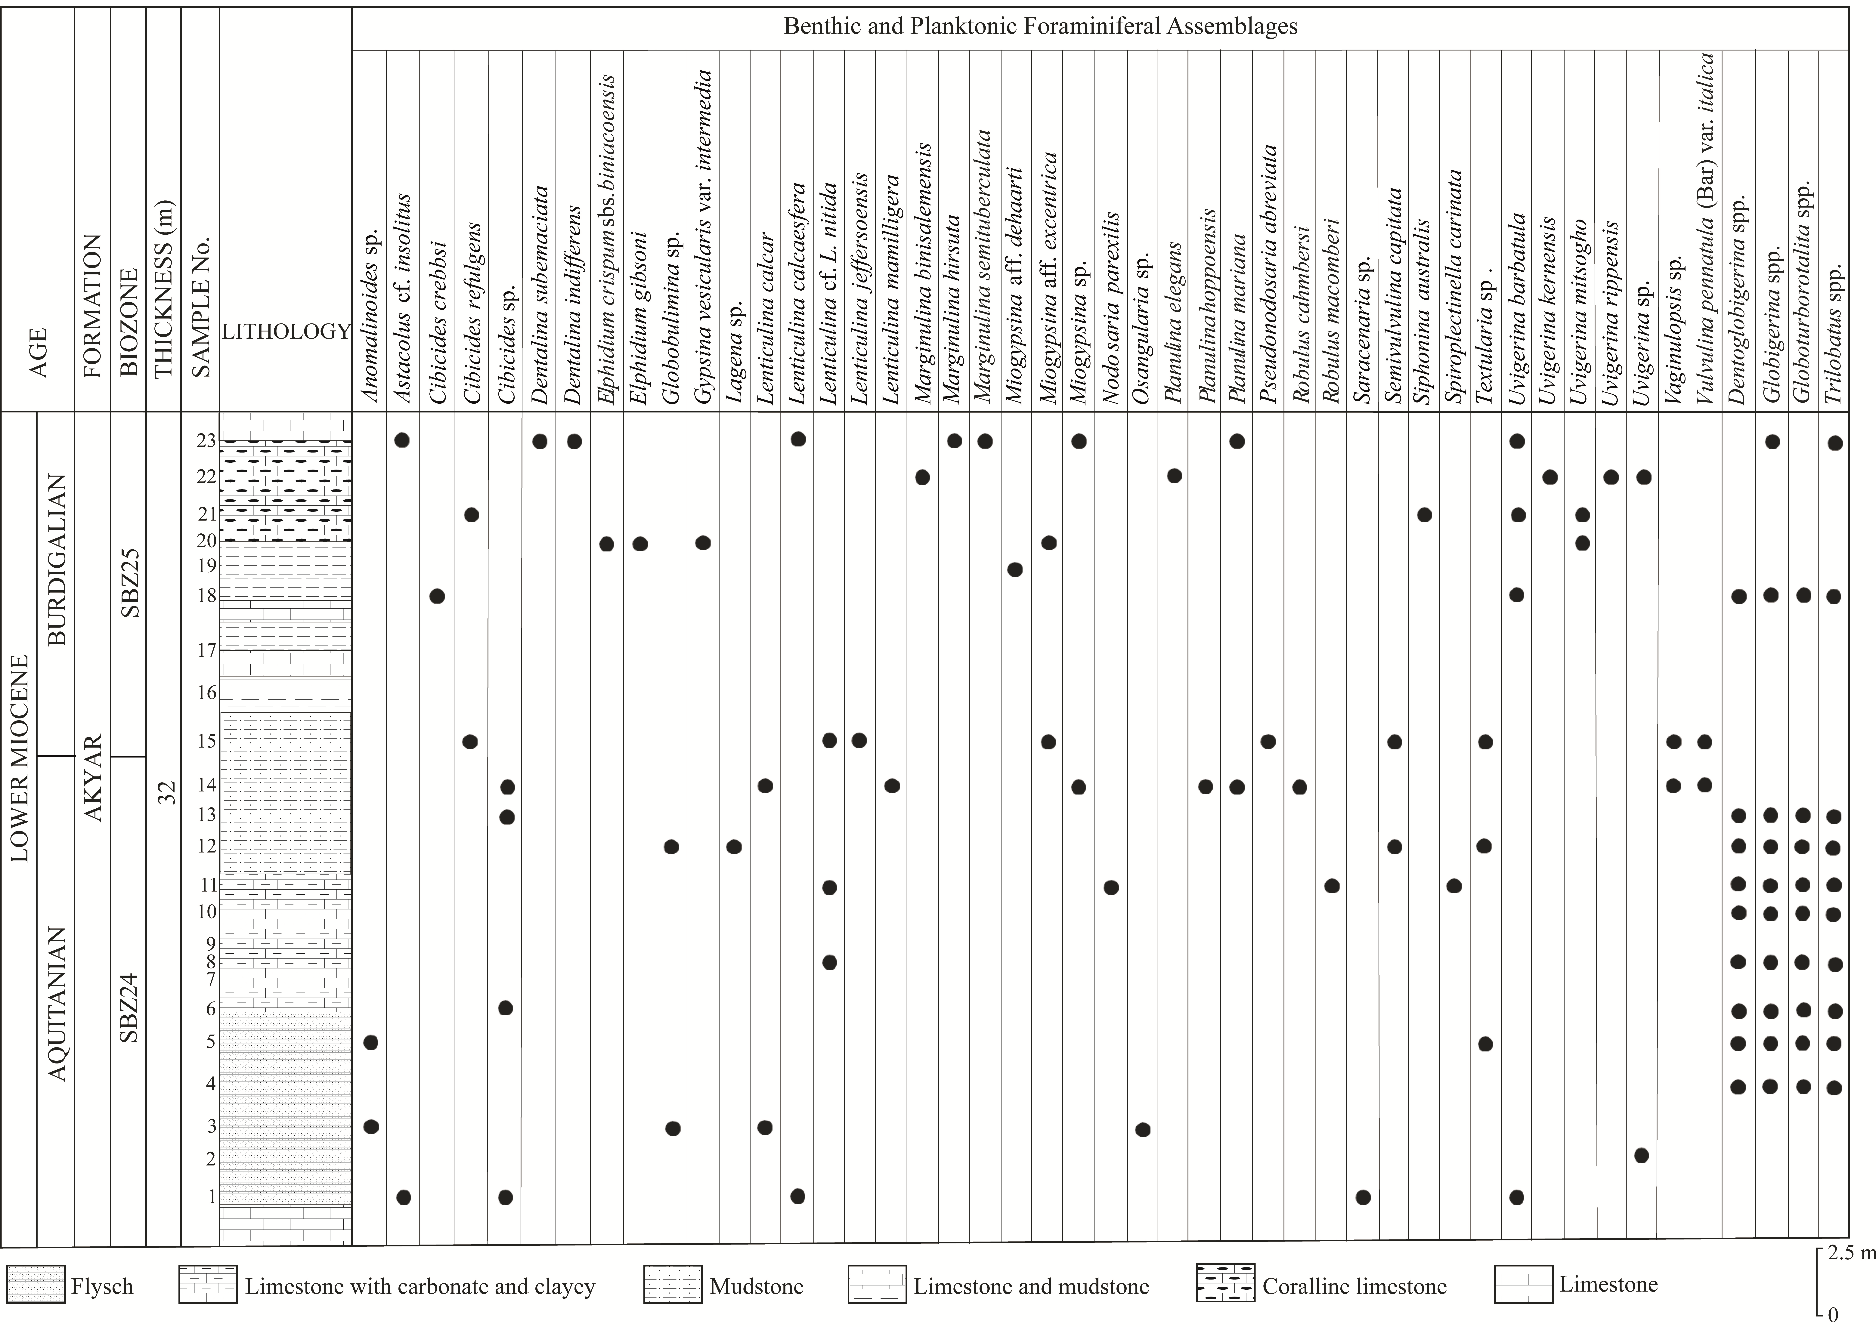 Benthic and Planktonic Foraminiferal Assemblages
AGE
FORMATION
BIOZONE
THICKNESS (m)
SAMPLE No.
LITHOLOGY
Anomalinoides sp.
Astacolus cf. insolitus
Cibicides crebbsi
Cibicides refulgens
Cibicides sp.
Dentalina subemaciata
Dentalina indifferens
Elphidium crispum sbs.biniacoensis
Elphidium gibsoni
Globobulimina sp.
Gypsina vesicularis var. intermedia
Lagena sp.
Lenticulina calcar
Lenticulina calcaesfera
Lenticulina cf. L. nitida
Lenticulina jeffersoensis
Lenticulina mamilligera
Marginulina binisalemensis
Marginulina hirsuta
Marginulina semituberculata
Miogypsina aff. dehaarti
Miogypsina aff. excentrica
Miogypsina sp.
Nodo saria parexilis
Osangularia sp.
Planulina elegans
Planulinahoppoensis
Planulina mariana
Pseudonodosaria abreviata
Robulus cahmbersi
Robulus macomberi
Saracenaria sp.
Semivulvulina capitata
Siphonina australis
Spiroplectinella carinata
Textularia sp .
Uvigerina barbatula
Uvigerina kernensis
Uvigerina misogho
Uvigerina rippensis
Uvigerina sp.
Vaginulopsis sp.
Vulvulina pennatula (Bar) var. italica
Dentoglobigerina spp.
Globigerina spp.
Globoturborotalita spp.
Trilobatus spp.
LOWER MIOCENE
BURDIGALIAN
AQUITANIAN
AKYAR
SBZ25
SBZ24
32
23
22
21
20
19
18
17
16
15
14
13
12
11
10
9
8
7
6
5
4
3
2
1
Flysch
Limestone with carbonate and clayey
Mudstone
Limestone and mudstone
Coralline limestone
Limestone
2.5 m
0